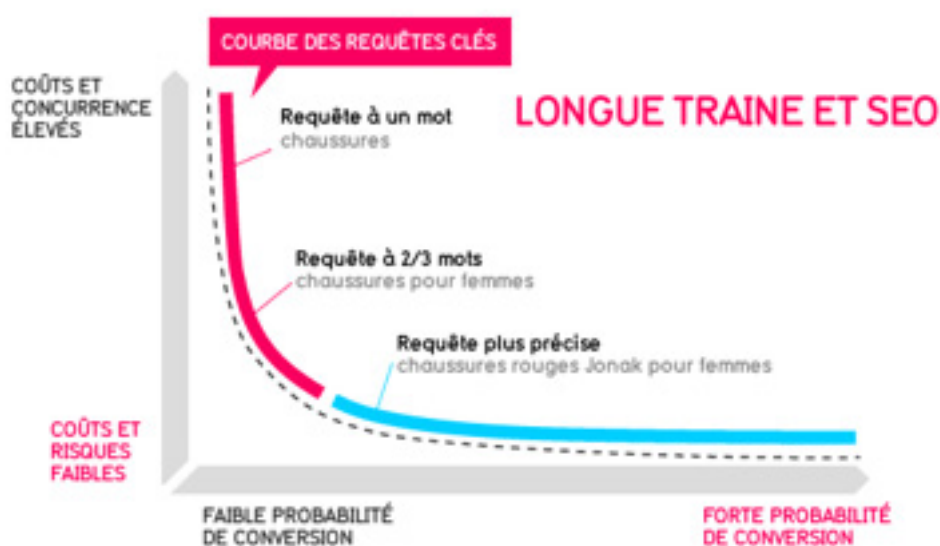 COURBE DES REQUÊTES CLÉS
COÛTS ET
CONCURRENCE
ÉLEVÉS
LONGUE TRAINE ET SEO
Requête à un mot
chaussures
Requête à 2/3 mots
chaussures pour femmes
Requête plus précise
chaussures rouges Jonak pour femmes
COÛTS ET
RISQUES
FAIBLES
FAIBLE PROBABILITÉ
DE CONVERSION
FORTE PROBABILITÉ
DE CONVERSION